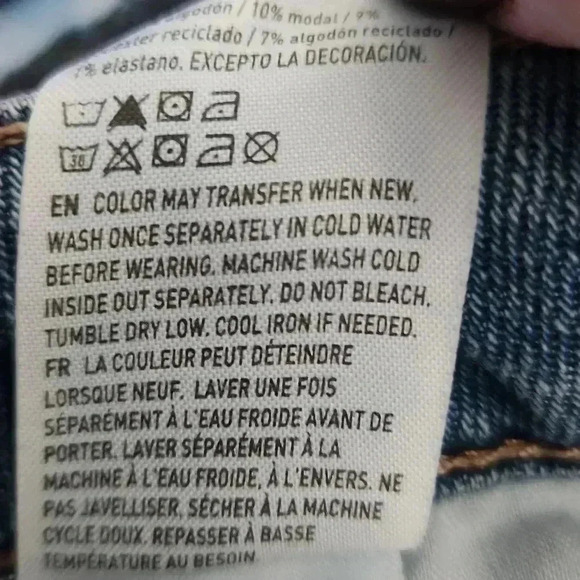 algodón / 10% modal / 9%
reciclado / 7% algodón reciclado /
1% elastano. EXCEPTO LA DECORACIÓN.
30
EN COLOR MAY TRANSFER WHEN NEW.
WASH ONCE SEPARATELY IN COLD WATER
BEFORE WEARING. MACHINE WASH COLD
INSIDE OUT SEPARATELY. DO NOT BLEACH.
TUMBLE DRY LOW. COOL IRON IF NEEDED.
FR LA COULEUR PEUT DÉTEINDRE
LORSQUE NEUF. LAVER UNE FOIS
SÉPARÉMENT À L'EAU FROIDE AVANT DE
PORTER. LAVER SÉPARÉMENT À LA
MACHINE À L'EAU FROIDE, À L'ENVERS. NE
PAS JAVELLISER. SÉCHER À LA MACHINE
CYCLE DOUX. REPASSER À BASSE
TEMPÉRATURE AU BESOIN.